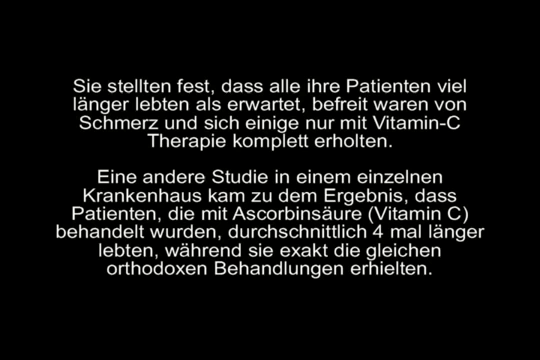 Sie stellten fest, dass alle ihre Patienten viel
länger lebten als erwartet, befreit waren von
Schmerz und sich einige nur mit Vitamin-C
Therapie komplett erholten.
Eine andere Studie in einem einzelnen
Krankenhaus kam zu dem Ergebnis, dass
Patienten, die mit Ascorbinsäure (Vitamin C)
behandelt wurden, durchschnittlich 4 mal länger
lebten, während sie exakt die gleichen
orthodoxen Behandlungen erhielten.